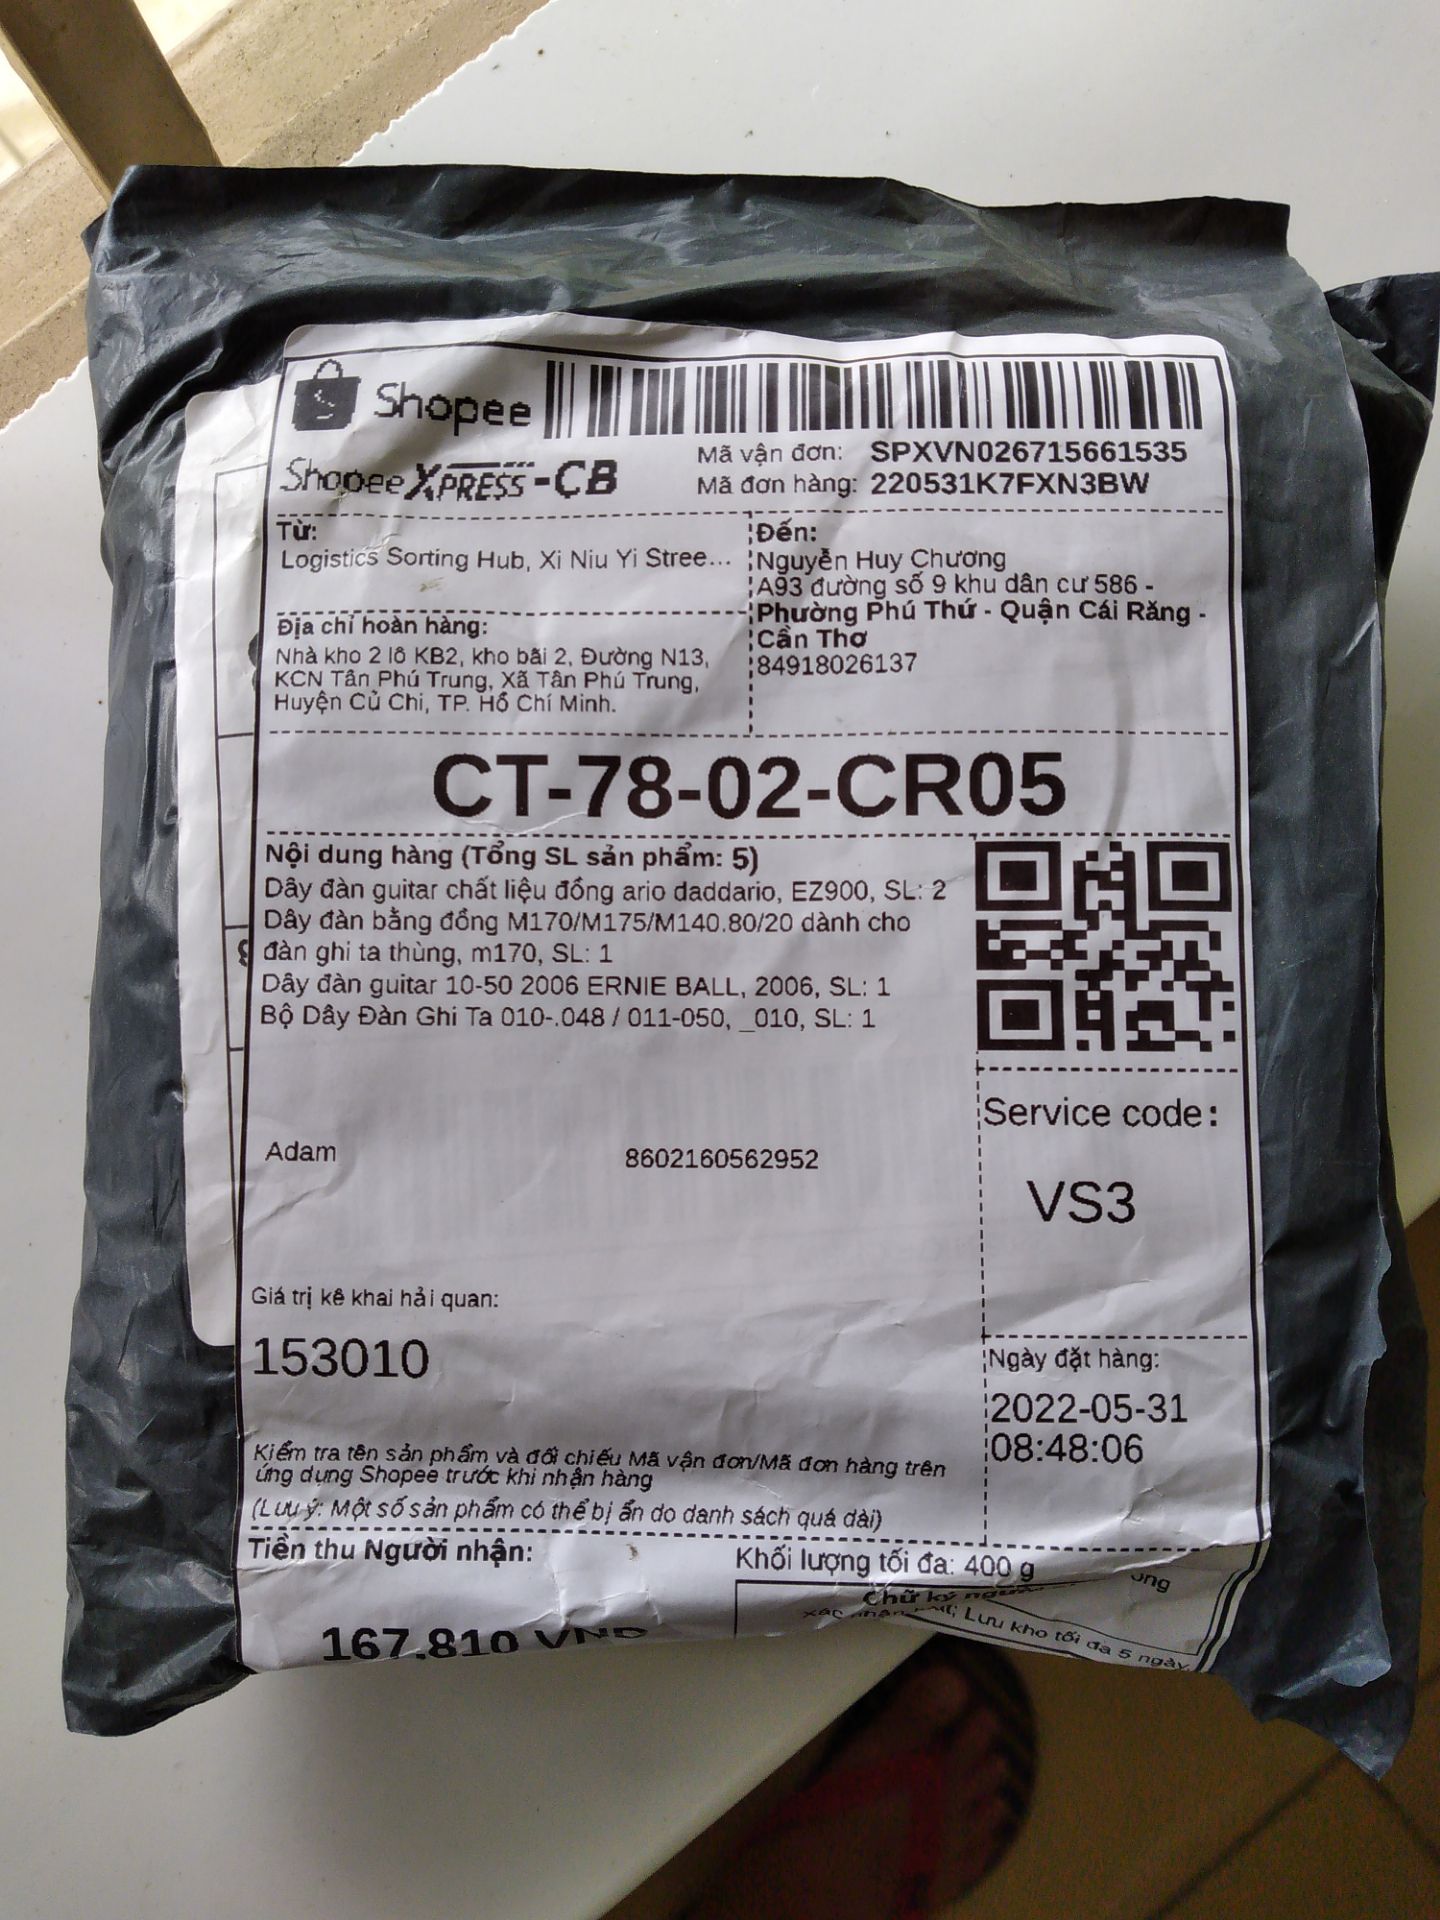 Shopee
Shopee XPRESS-CB
Mã vận đơn: SPXVN026715661535
Mã đơn hàng: 220531K7FXN3BW
Từ:
Logistics Sorting Hub, Xi Niu Yi Stree...
Địa chỉ hoàn hàng:
Nhà kho 2 lô KB2, kho bãi 2, Đường N13,
KCN Tân Phú Trung, Xã Tân Phú Trung,
Huyện Củ Chi, TP. Hồ Chí Minh.
Đến:
Nguyễn Huy Chương
A93 đường số 9 khu dân cư 586 -
Phường Phú Thứ - Quận Cái Răng -
Cần Thơ
84918026137
CT-78-02-CR05
Nội dung hàng (Tổng SL sản phẩm: 5)
Dây đàn guitar chất liệu đồng ario daddario, EZ900, SL: 2
Dây đàn bằng đồng M170/M175/M140.80/20 dành cho
đàn ghi ta thùng, m170, SL: 1
Dây đàn guitar 10-50 2006 ERNIE BALL, 2006, SL: 1
Bộ Dây Đàn Ghi Ta 010-.048 / 011-050, _010, SL: 1
Adam 8602160562952
Service code:
VS3
Giá trị kê khai hải quan:
153010
Ngày đặt hàng:
2022-05-31
08:48:06
Kiểm tra tên sản phẩm và đối chiếu Mã vận đơn/Mã đơn hàng trên
ứng dụng Shopee trước khi nhận hàng
(Lưu ý: Một số sản phẩm có thể bị ẩn do danh sách quá dài)
Tiền thu Người nhận:
167.810 VND
Khối lượng tối đa: 400 g
Chữ ký
Xác nhận
Lưu kho tối đa 5 ngày.